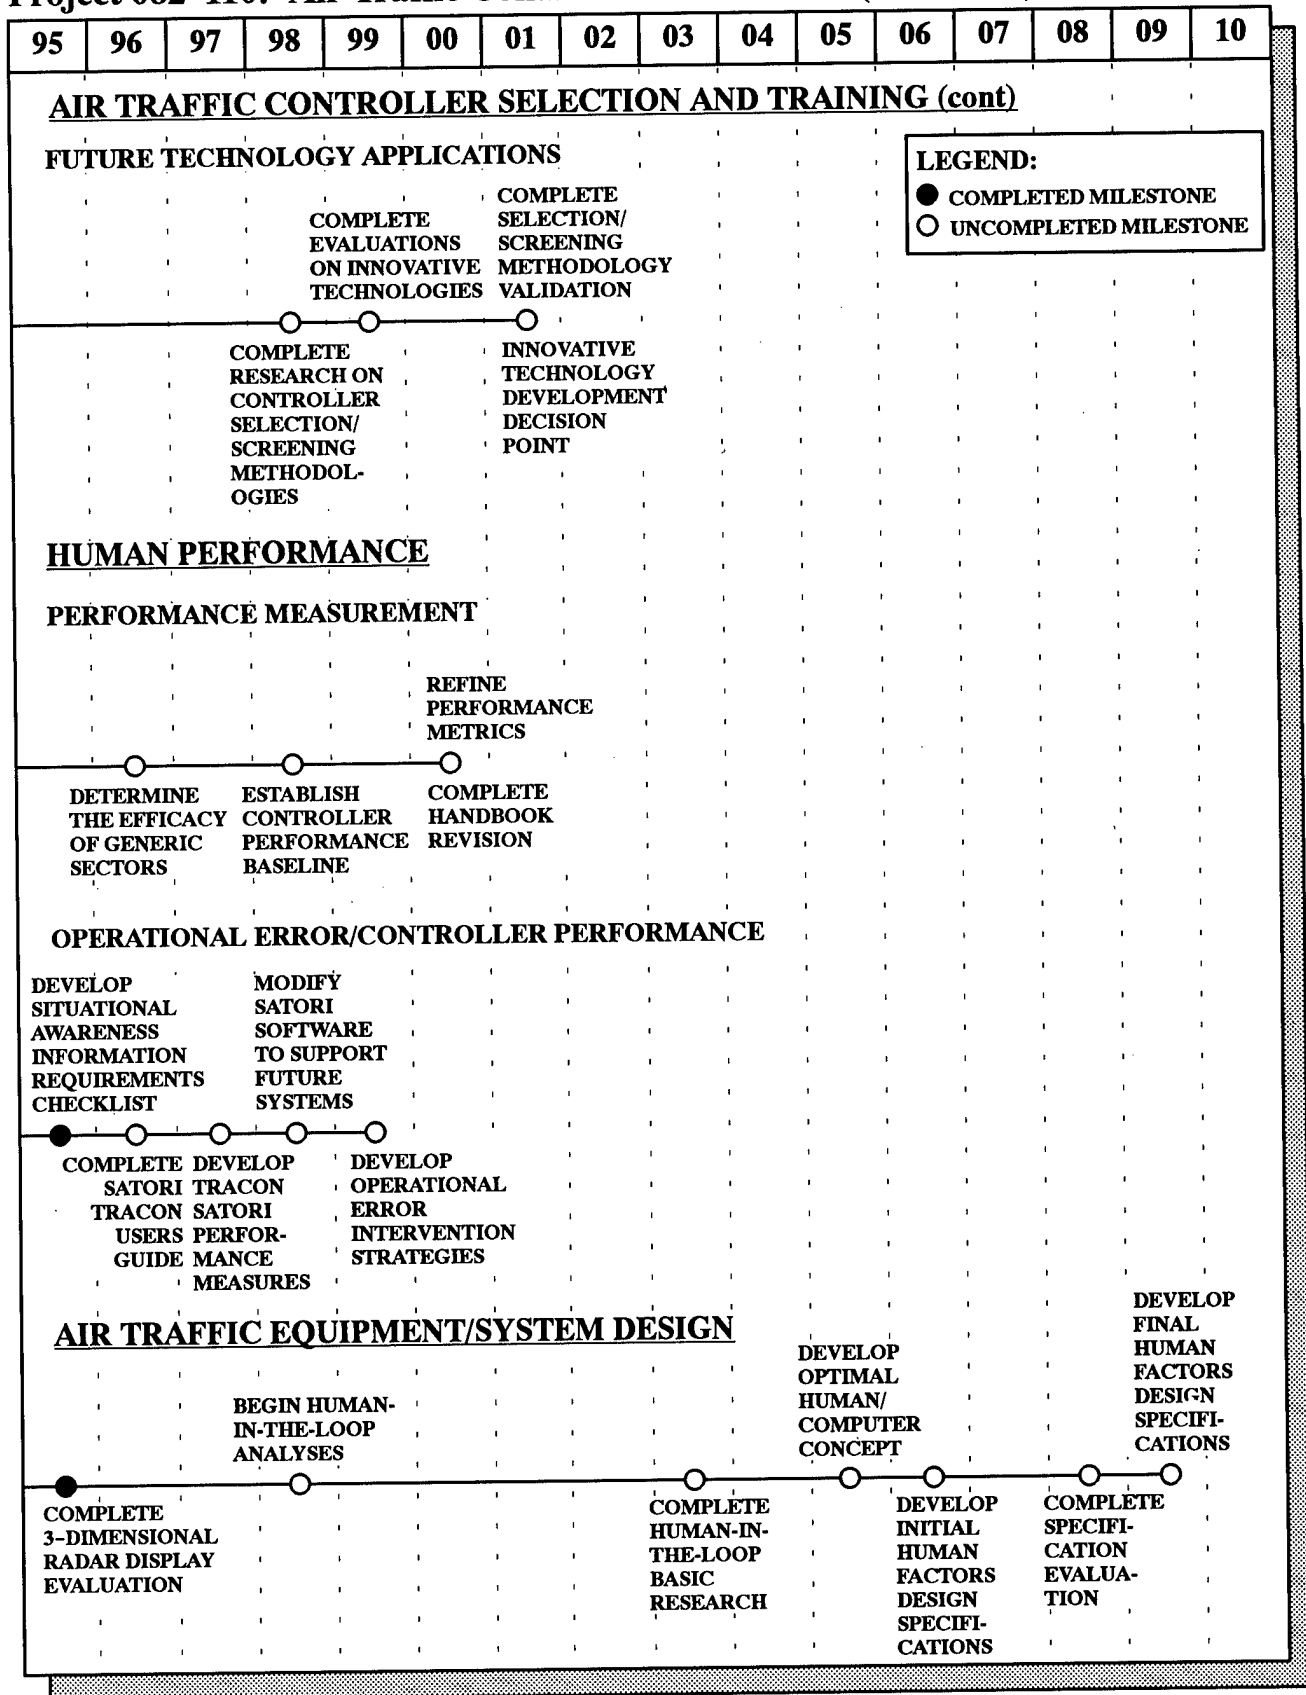 95 96 97 98 99 00 01 02 03 04 05 06 07 08 09 10
AIR TRAFFIC CONTROLLER SELECTION AND TRAINING (cont)
FUTURE TECHNOLOGY APPLICATIONS
LEGEND:
COMPLETED MILESTONE
UNCOMPLETED MILESTONE
COMPLETE
EVALUATIONS
ON INNOVATIVE
TECHNOLOGIES
COMPLETE
SELECTION/
SCREENING
METHODOLOGY
VALIDATION
COMPLETE
RESEARCH ON
CONTROLLER
SELECTION/
SCREENING
METHODOL-
OGIES
INNOVATIVE
TECHNOLOGY
DEVELOPMENT
DECISION
POINT
HUMAN PERFORMANCE
PERFORMANCE MEASUREMENT
REFINE
PERFORMANCE
METRICS
DETERMINE
THE EFFICACY
OF GENERIC
SECTORS
ESTABLISH
CONTROLLER
PERFORMANCE
BASELINE
COMPLETE
HANDBOOK
REVISION
OPERATIONAL ERROR/CONTROLLER PERFORMANCE
DEVELOP
SITUATIONAL
AWARENESS
INFORMATION
REQUIREMENTS
CHECKLIST
MODIFY
SATORI
SOFTWARE
TO SUPPORT
FUTURE
SYSTEMS
COMPLETE
SATORI
TRACON
USERS
GUIDE
DEVELOP
TRACON
SATORI
PERFOR-
MANCE
MEASURES
DEVELOP
OPERATIONAL
ERROR
INTERVENTION
STRATEGIES
AIR TRAFFIC EQUIPMENT/SYSTEM DESIGN
BEGIN HUMAN-
IN-THE-LOOP
ANALYSES
DEVELOP
OPTIMAL
HUMAN/
COMPUTER
CONCEPT
DEVELOP
FINAL
HUMAN
FACTORS
DESIGN
SPECIFI-
CATIONS
COMPLETE
3-DIMENSIONAL
RADAR DISPLAY
EVALUATION
COMPLETE
HUMAN-IN-
THE-LOOP
BASIC
RESEARCH
DEVELOP
INITIAL
HUMAN
FACTORS
DESIGN
SPECIFI-
CATIONS
COMPLETE
SPECIFI-
CATION
EVALUA-
TION